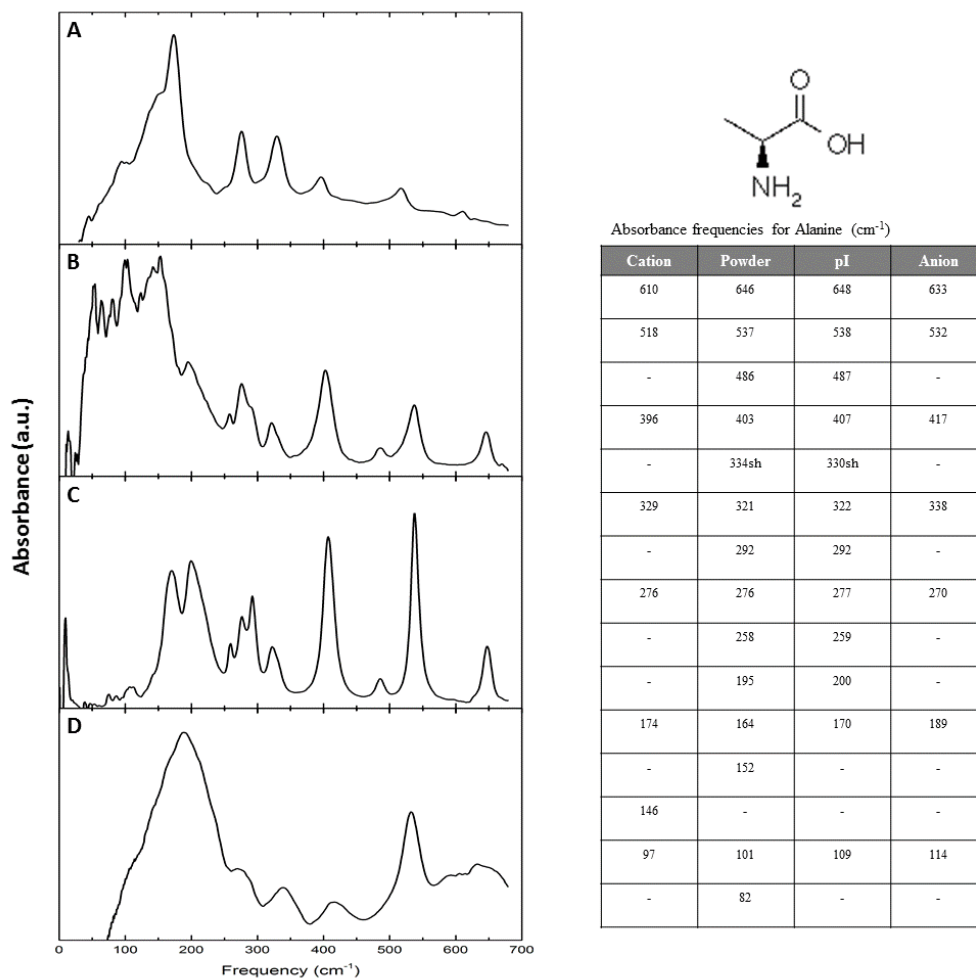 A
B
C
D
Absorbance (a.u.)
0 100 200 300 400 500 600 700
Frequency (cm⁻¹)
O
OH
NH₂
Absorbance frequencies for Alanine (cm⁻¹)
Cation Powder pI Anion
610 646 648 633
518 537 538 532
- 486 487 -
396 403 407 417
- 334sh 330sh -
329 321 322 338
- 292 292 -
276 276 277 270
- 258 259 -
- 195 200 -
174 164 170 189
- 152 - -
146 - - -
97 101 109 114
- 82 - -